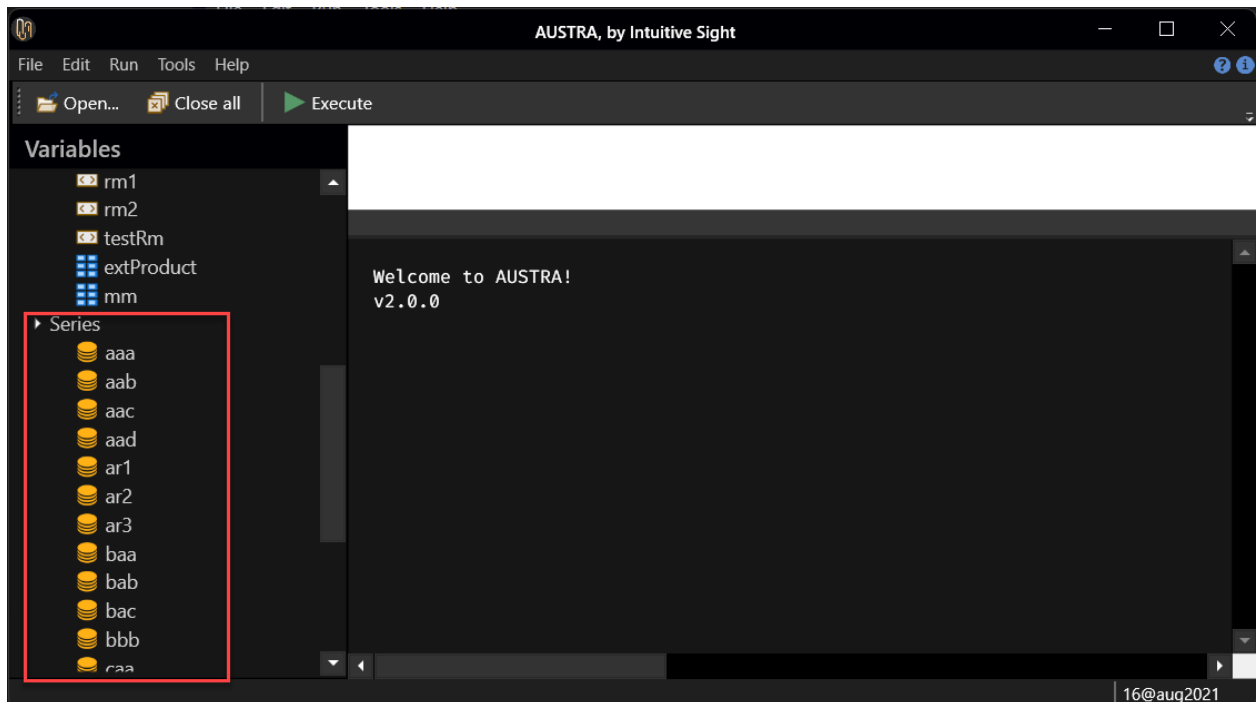 AUSTRA, by Intuitive Sight
File Edit Run Tools Help
Open... Close all Execute
Variables
rm1
rm2
testRm
extProduct
mm
Series
aaa
aab
aac
aad
ar1
ar2
ar3
baa
bab
bac
bbb
caa
Welcome to AUSTRA!
v2.0.0
16@aug2021